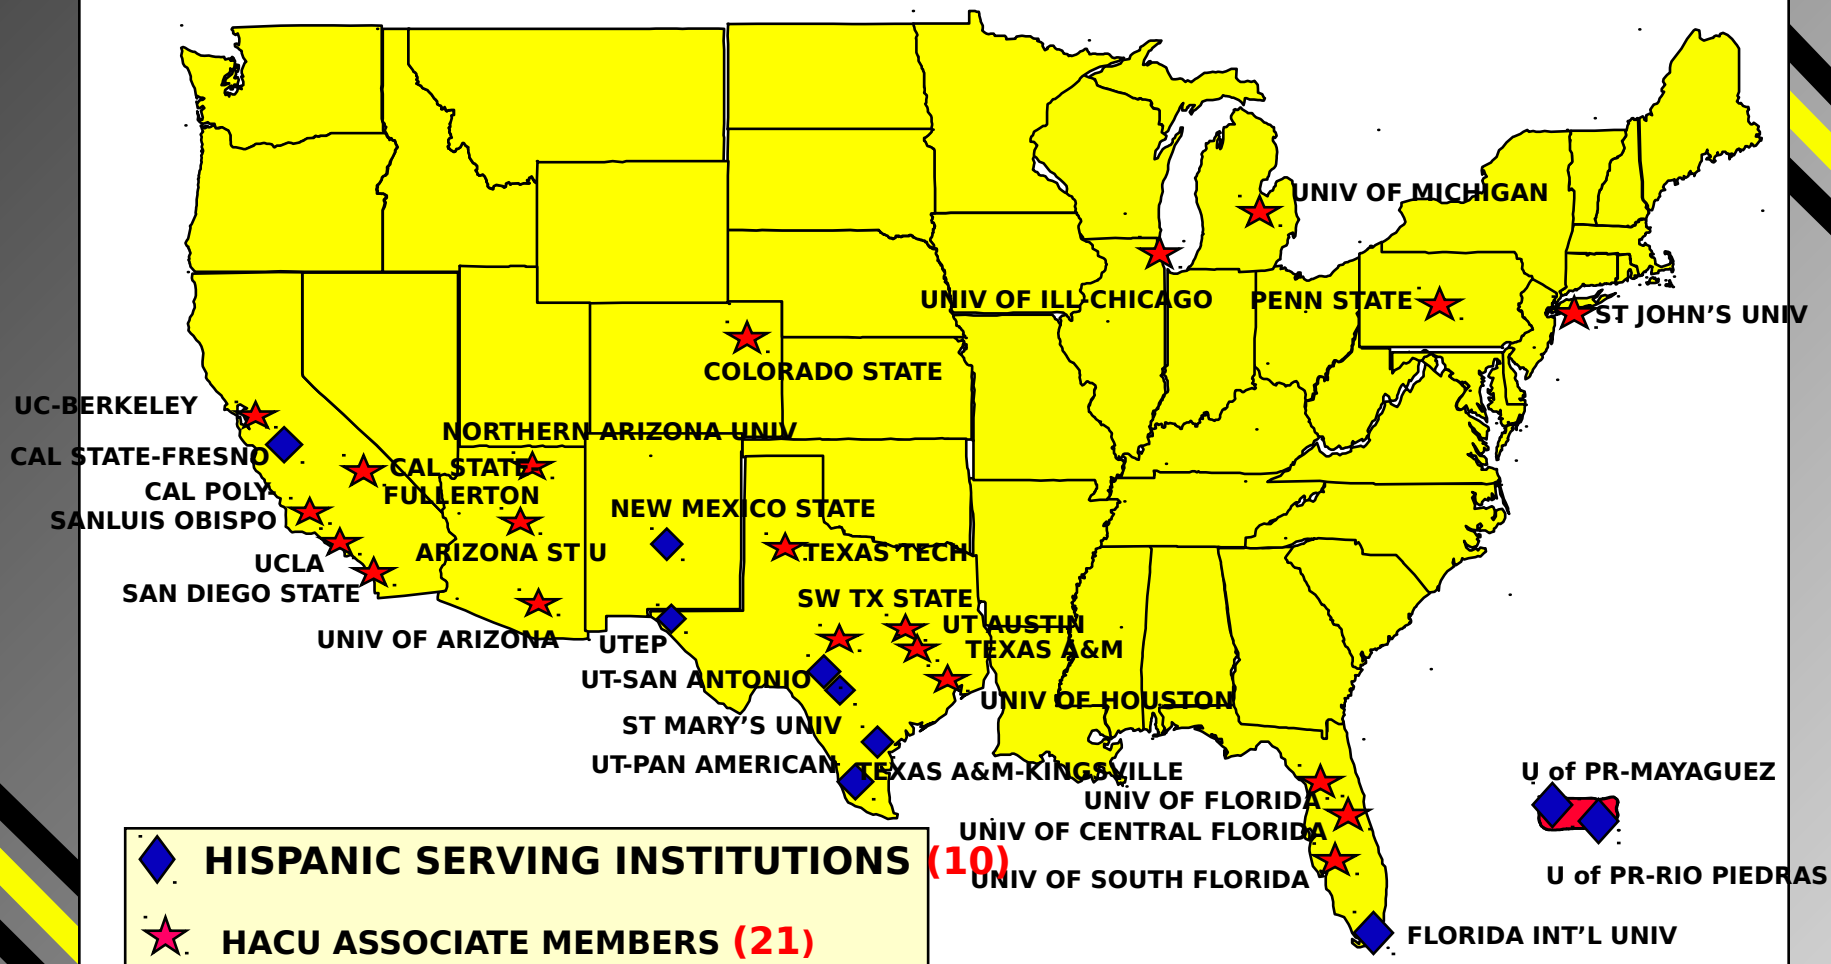 UNIV OF MICHIGAN
UNIV OF ILL-CHICAGO
PENN STATE
ST JOHN’S UNIV
COLORADO STATE
UC-BERKELEY
NORTHERN ARIZONA UNIV
CAL STATE-FRESNO
CAL STATE
FULLERTON
CAL POLY
SANLUIS OBISPO
NEW MEXICO STATE
ARIZONA ST U
TEXAS TECH
UCLA
SAN DIEGO STATE
SW TX STATE
UT AUSTIN
UNIV OF ARIZONA
UTEP
TEXAS A&M
UT-SAN ANTONIO
UNIV OF HOUSTON
ST MARY’S UNIV
UT-PAN AMERICAN
TEXAS A&M-KINGSVILLE
U of PR-MAYAGUEZ
UNIV OF FLORIDA
UNIV OF CENTRAL FLORIDA
UNIV OF SOUTH FLORIDA
U of PR-RIO PIEDRAS
FLORIDA INT’L UNIV
HISPANIC SERVING INSTITUTIONS (10)
HACU ASSOCIATE MEMBERS (21)